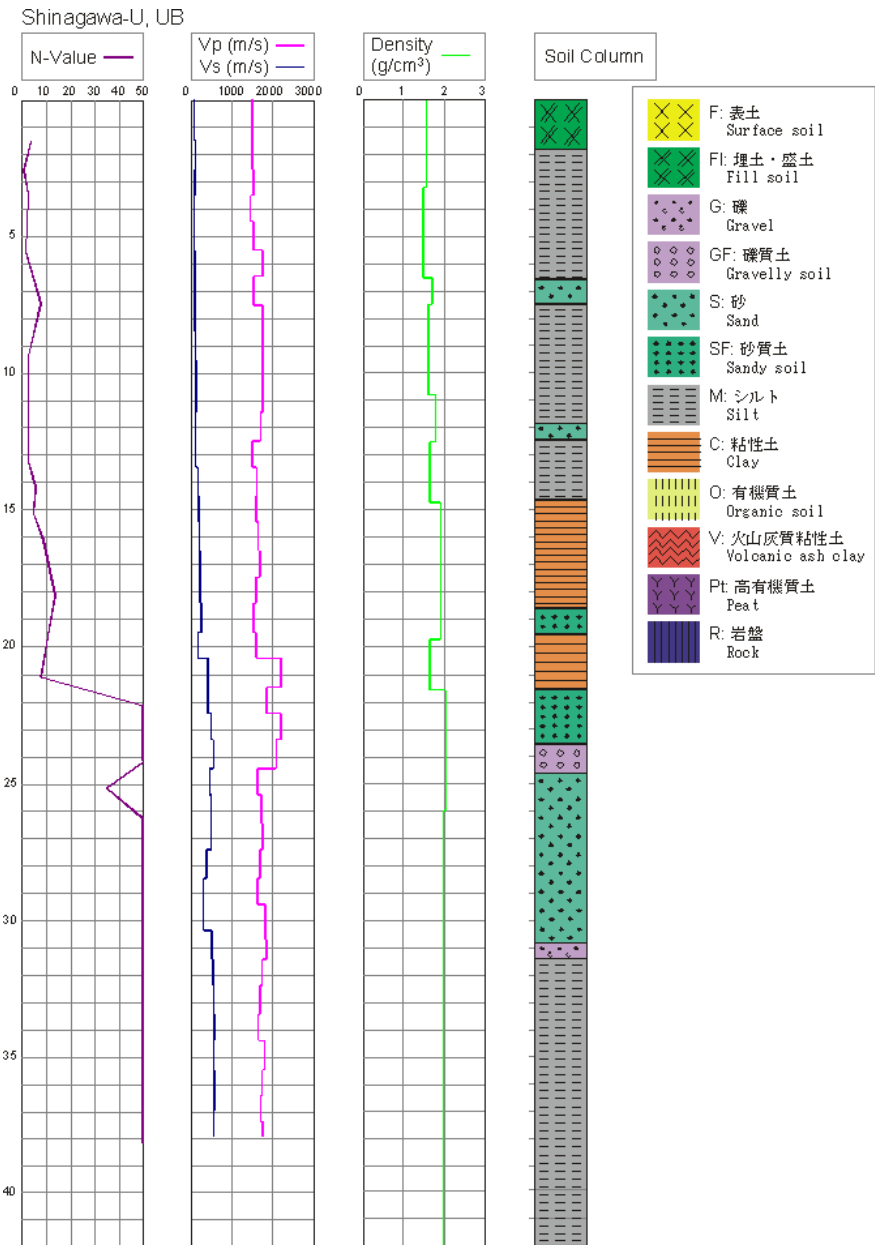 Shinagawa-U, UB
N-Value
Vp (m/s)
Vs (m/s)
Density
(g/cm³)
Soil Column
0 10 20 30 40 50
0 1000 2000 3000
0 1 2 3
5
10
15
20
25
30
35
40
F: 表土
Surface soil
FI: 埋土・盛土
Fill soil
G: 礫
Gravel
GF: 礫質土
Gravelly soil
S: 砂
Sand
SF: 砂質土
Sandy soil
M: シルト
Silt
C: 粘性土
Clay
O: 有機質土
Organic soil
V: 火山灰質粘性土
Volcanic ash clay
Pt: 高有機質土
Peat
R: 岩盤
Rock